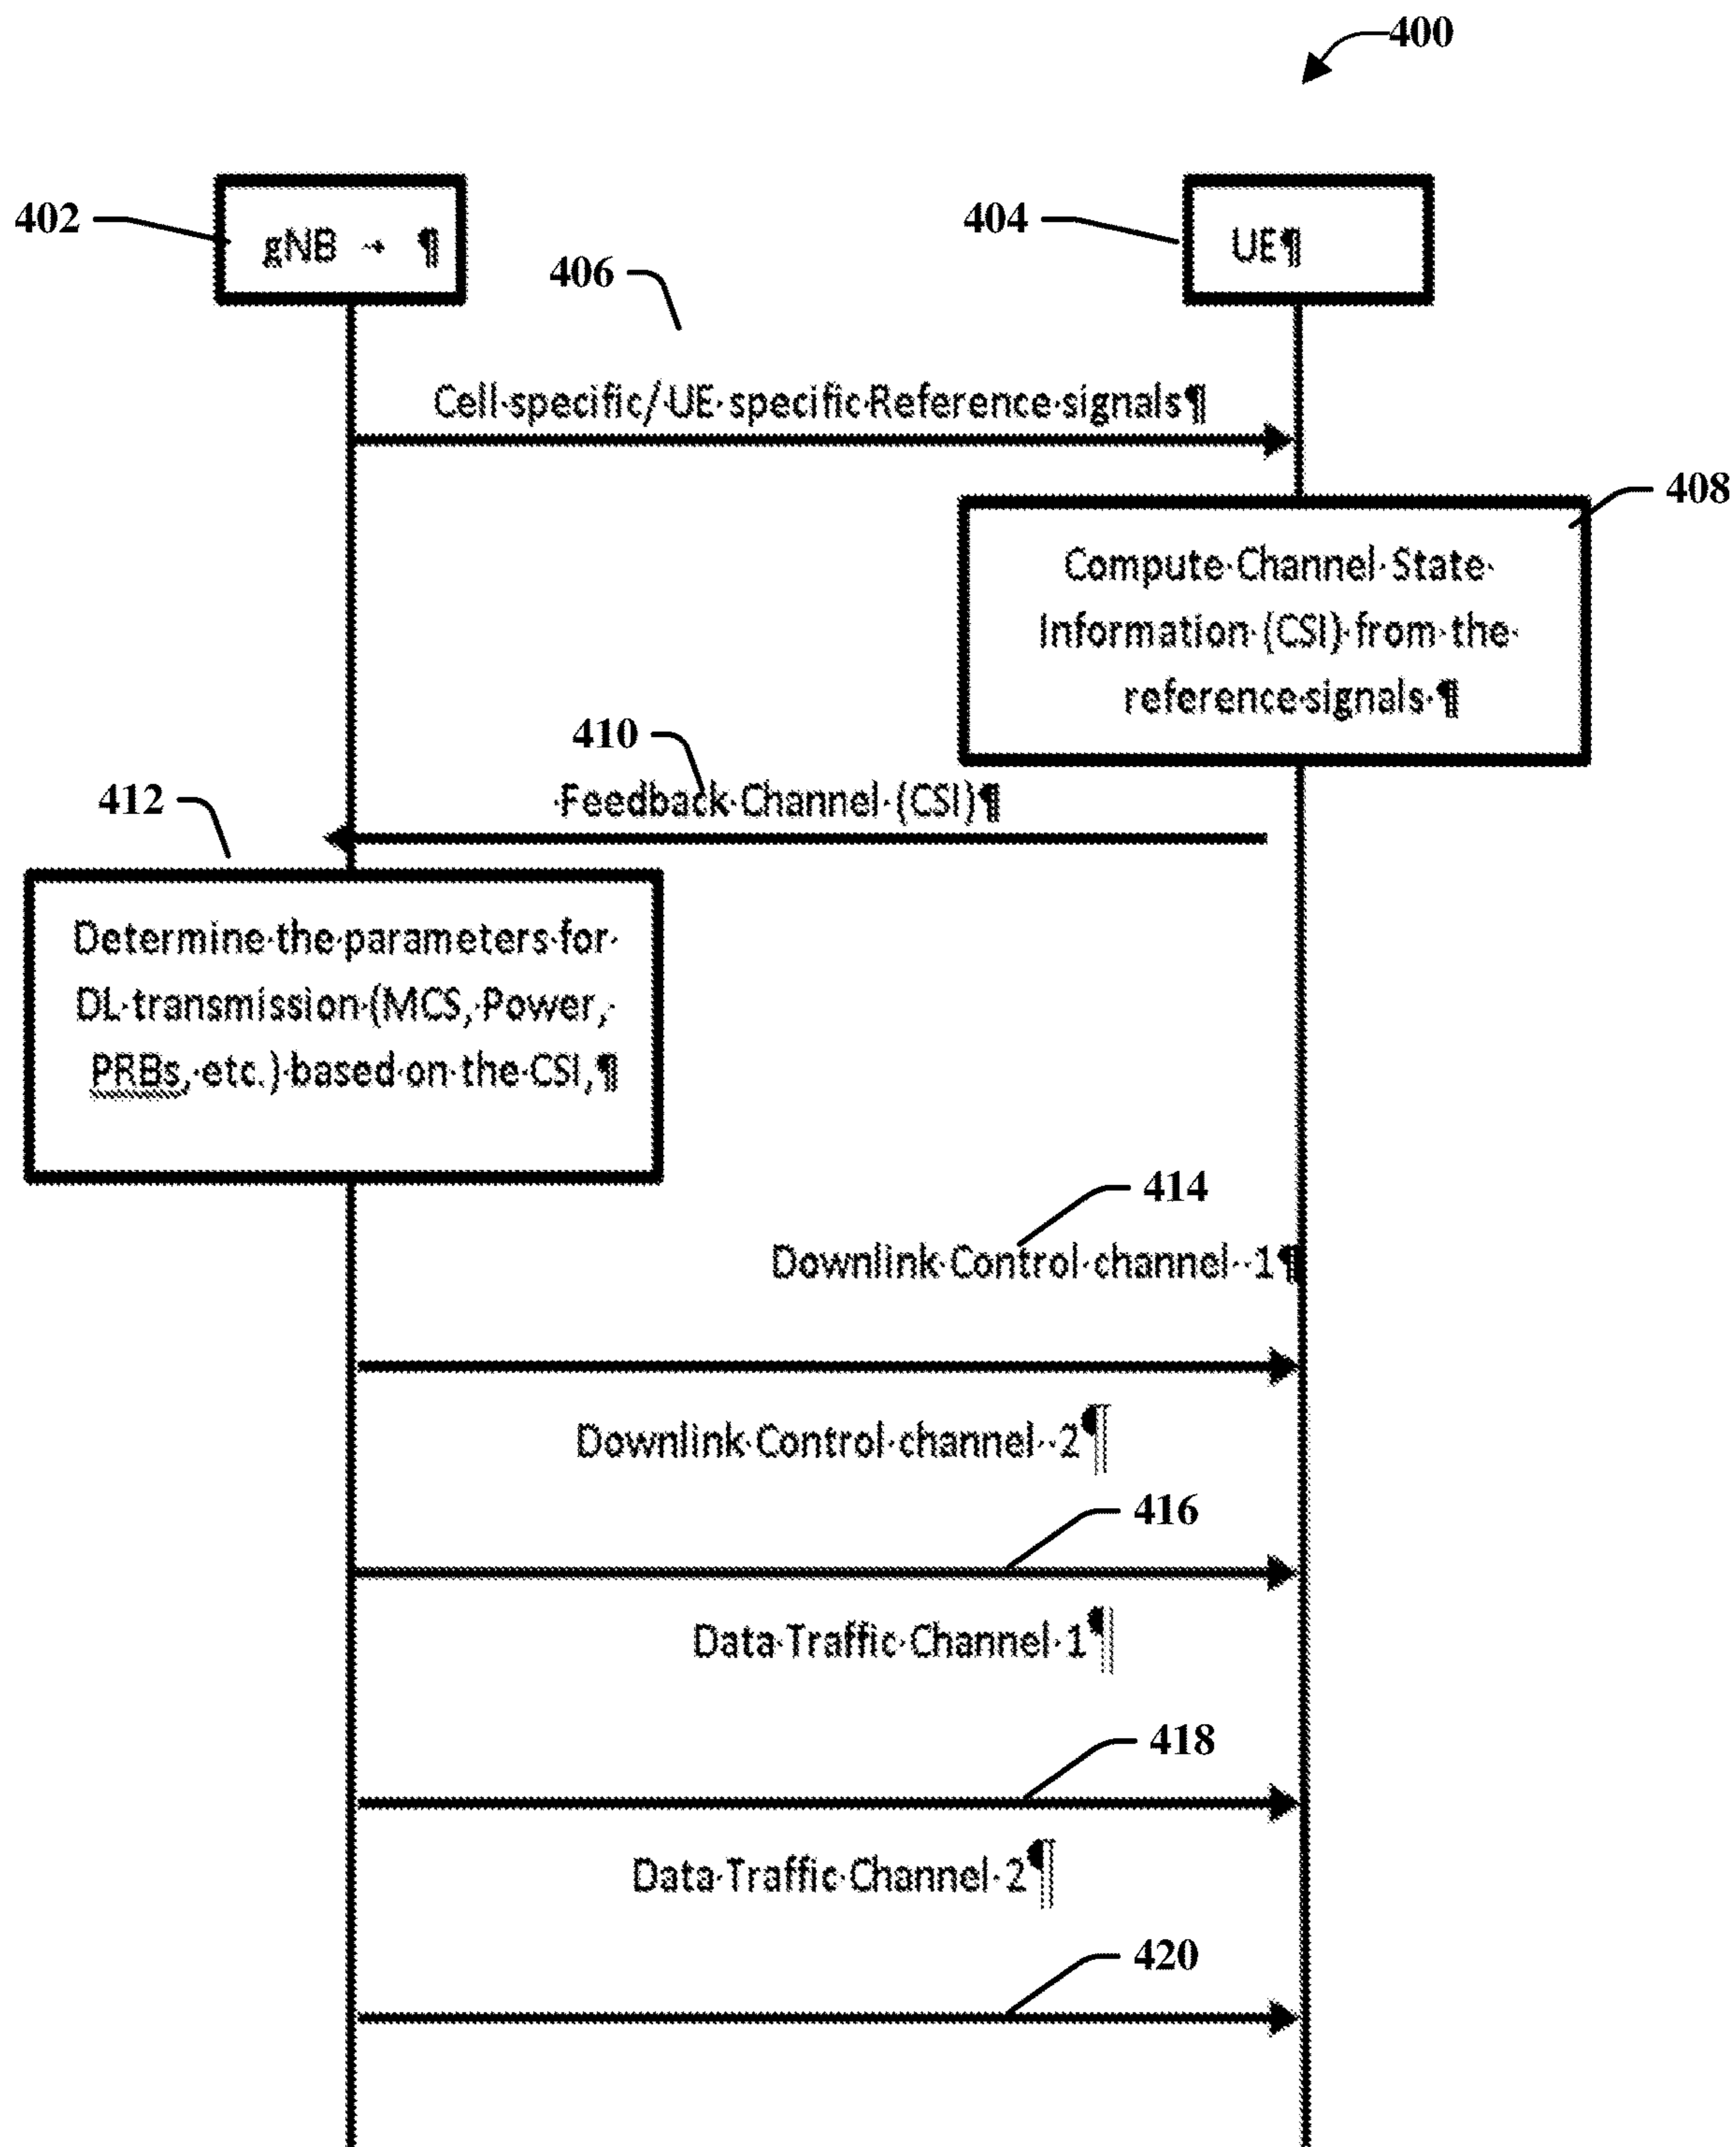 400
402
gNB → ¶
404
UE¶
406
Cell·specific/·UE·specific·Reference·signals¶
408
Compute·Channel·State·
Information·(CSI)·from·the·
reference·signals·¶
410
·Feedback·Channel·(CSI)¶
412
Determine·the·parameters·for·
DL·transmission·(MCS,·Power,·
PRBs,·etc.)·based·on·the·CSI,¶
414
Downlink·Control·channel··1¶
Downlink·Control·channel··2¶
416
Data·Traffic·Channel·1¶
418
Data·Traffic·Channel·2¶
420